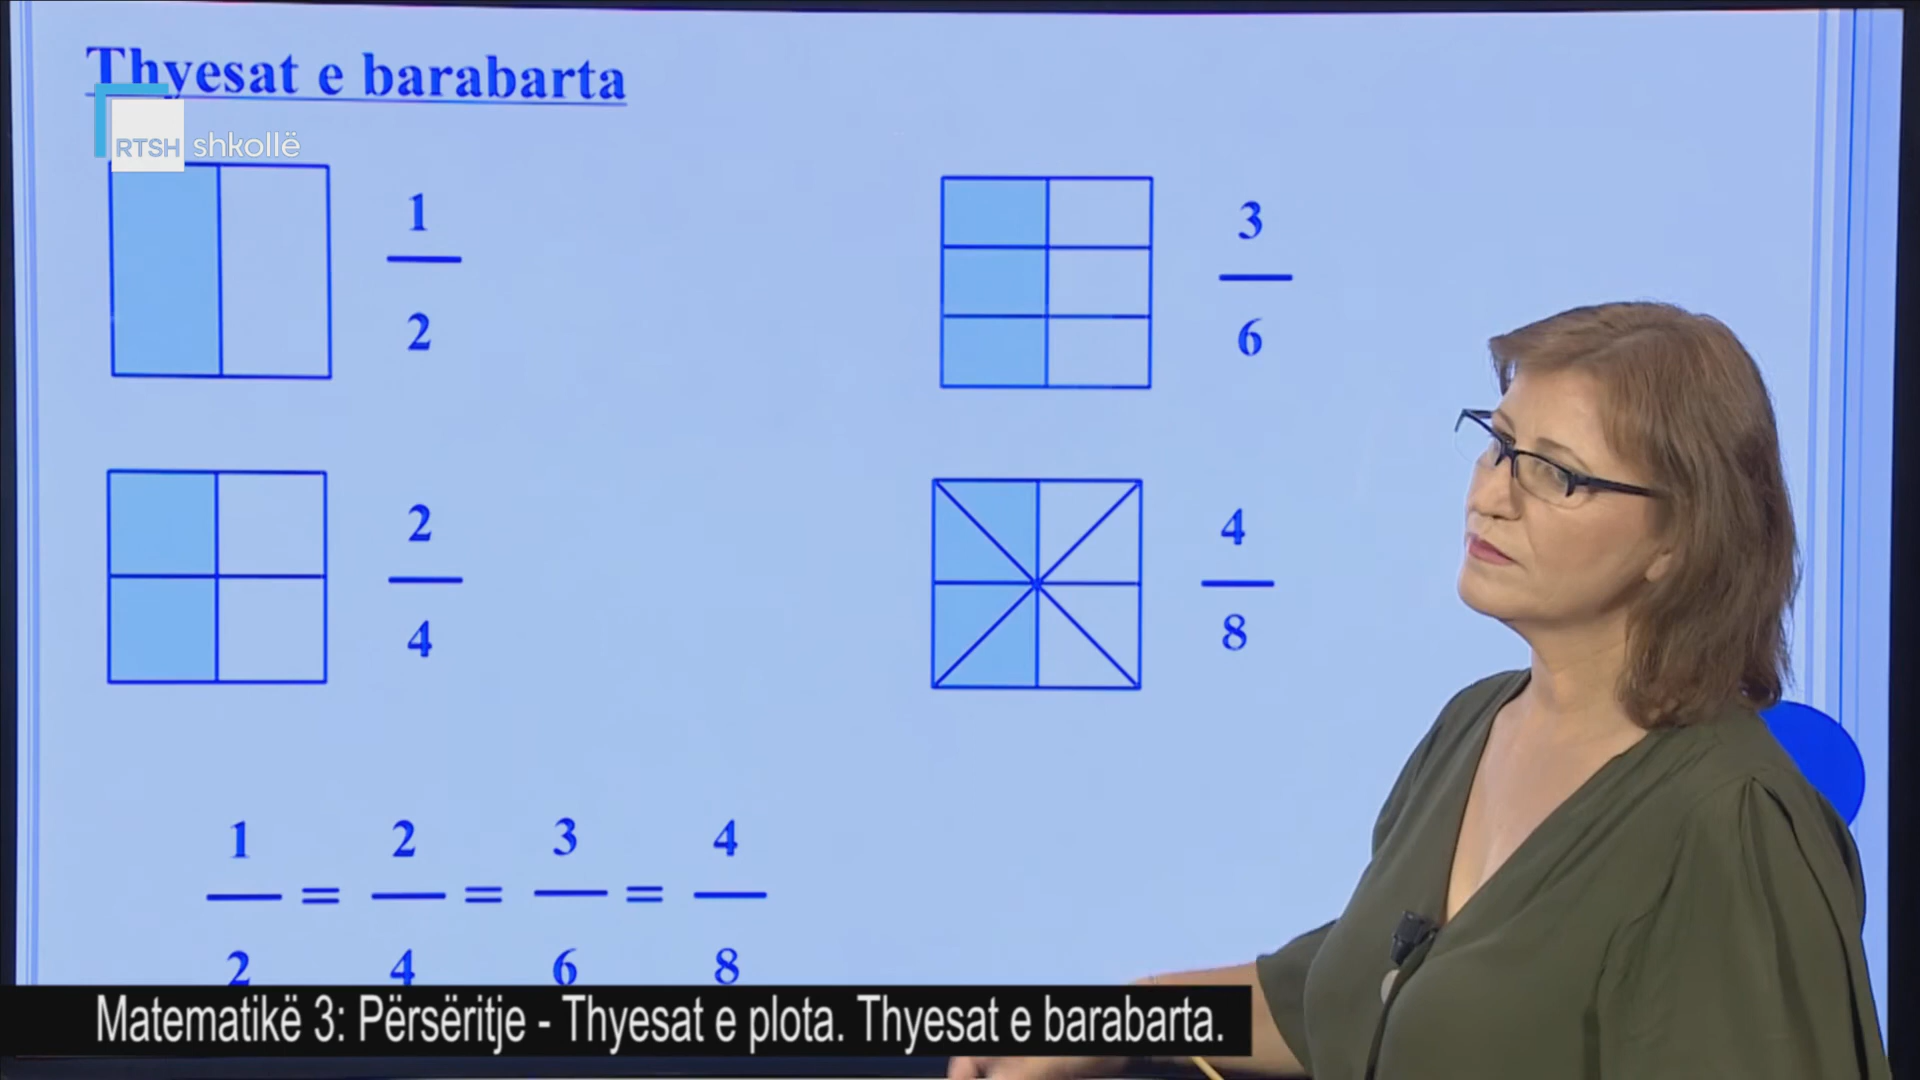 Thyesat e barabarta
RTSH shkollë
1
2
3
6
2
4
4
8
1 2 3 4
= = =
2 4 6 8
Matematikë 3: Përsëritje - Thyesat e plota. Thyesat e barabarta.